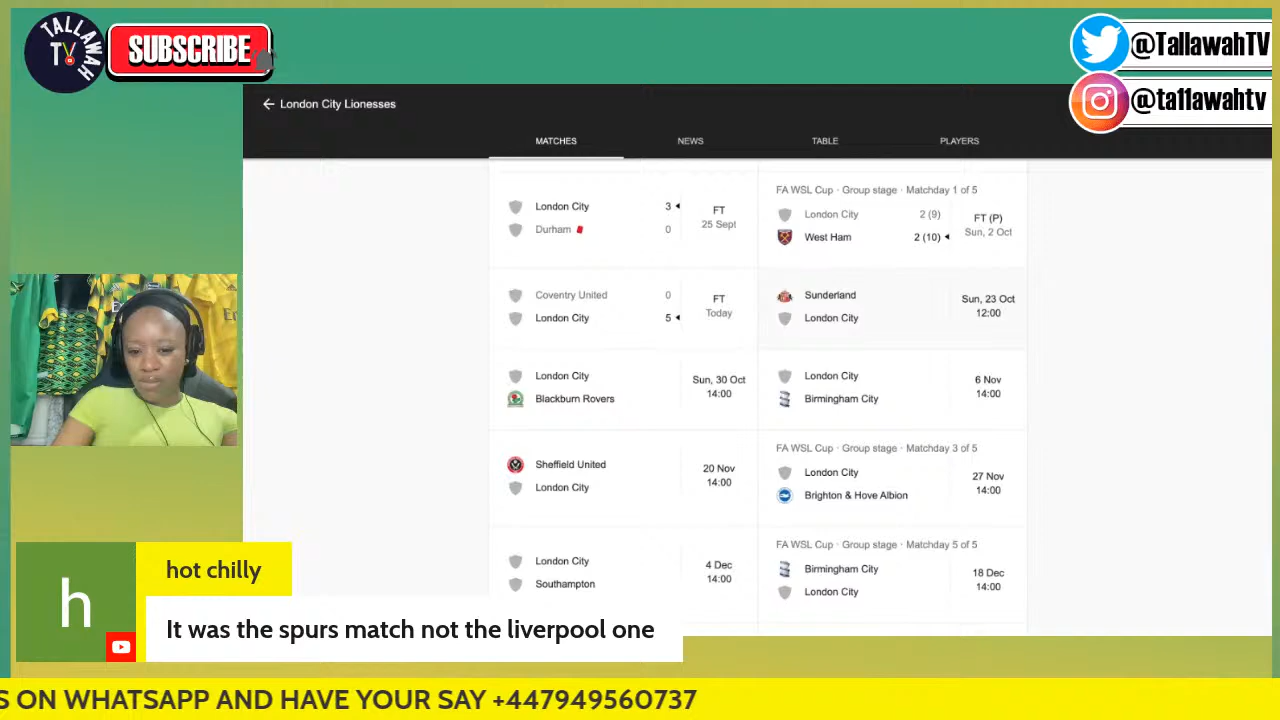 TALLAWAH
TV
SUBSCRIBE
@TallawahTV
@ta11awahtv
London City Lionesses
MATCHES
NEWS
TABLE
PLAYERS
London City 3
Durham 0
FT
25 Sept
FA WSL Cup · Group stage · Matchday 1 of 5
London City 2 (9)
West Ham 2 (10)
FT (P)
Sun, 2 Oct
Coventry United 0
London City 5
FT
Today
Sunderland
London City
Sun, 23 Oct
12:00
London City
Blackburn Rovers
Sun, 30 Oct
14:00
London City
Birmingham City
6 Nov
14:00
Sheffield United
London City
20 Nov
14:00
FA WSL Cup · Group stage · Matchday 3 of 5
London City
Brighton & Hove Albion
27 Nov
14:00
London City
Southampton
4 Dec
14:00
FA WSL Cup · Group stage · Matchday 5 of 5
Birmingham City
London City
18 Dec
14:00
h
hot chilly
It was the spurs match not the liverpool one
S ON WHATSAPP AND HAVE YOUR SAY +447949560737